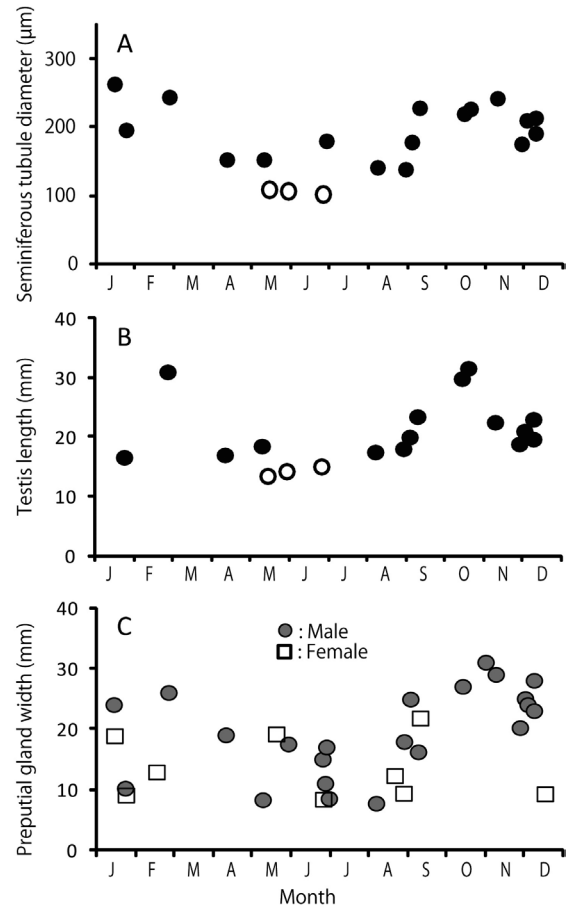 A
Seminiferous tubule diameter (μm)
300
200
100
0
J F M A M J J A S O N D
B
Testis length (mm)
40
30
20
10
0
J F M A M J J A S O N D
C
Preputial gland width (mm)
40
30
20
10
0
: Male
: Female
J F M A M J J A S O N D
Month